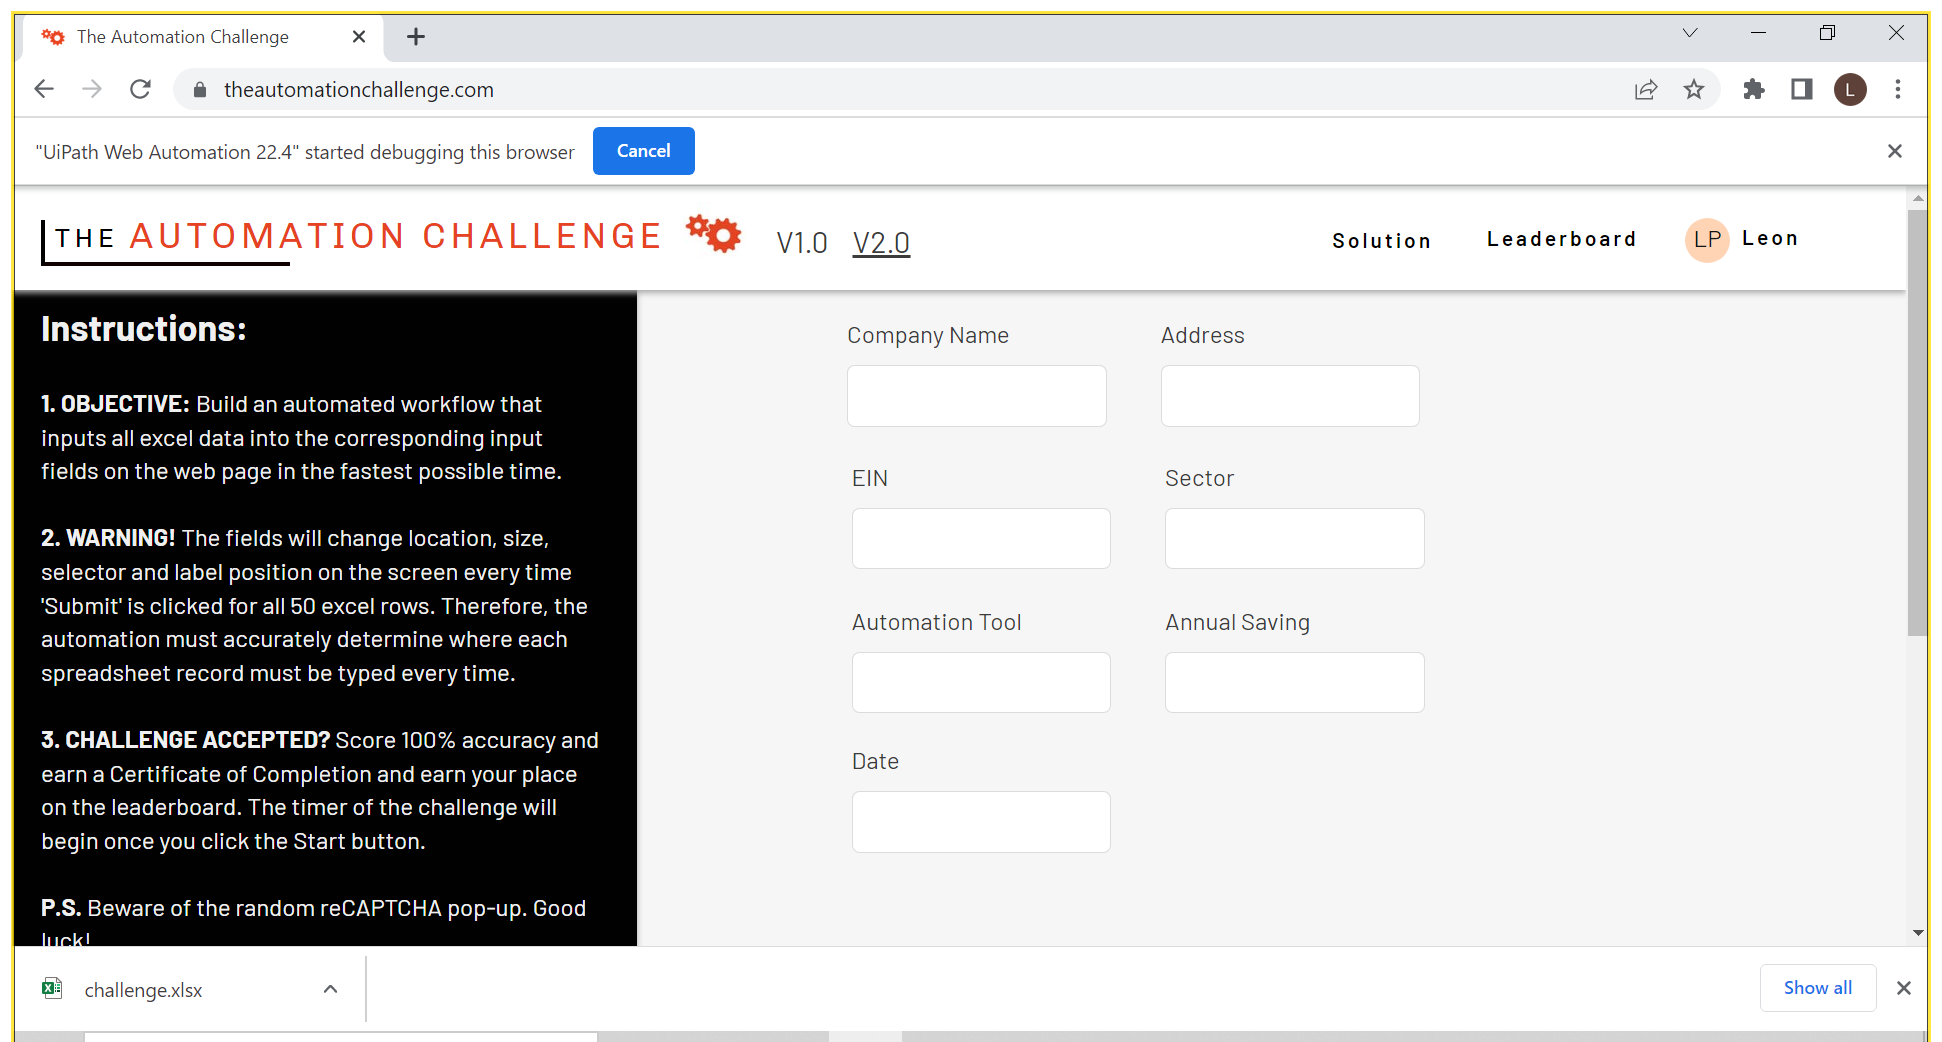 The Automation Challenge
theautomationchallenge.com
L
"UiPath Web Automation 22.4" started debugging this browser
Cancel
THE AUTOMATION CHALLENGE
V1.0
V2.0
Solution
Leaderboard
LP
Leon
Instructions:
1. OBJECTIVE: Build an automated workflow that
inputs all excel data into the corresponding input
fields on the web page in the fastest possible time.
2. WARNING! The fields will change location, size,
selector and label position on the screen every time
'Submit' is clicked for all 50 excel rows. Therefore, the
automation must accurately determine where each
spreadsheet record must be typed every time.
3. CHALLENGE ACCEPTED? Score 100% accuracy and
earn a Certificate of Completion and earn your place
on the leaderboard. The timer of the challenge will
begin once you click the Start button.
P.S. Beware of the random reCAPTCHA pop-up. Good
luck!
Company Name
Address
EIN
Sector
Automation Tool
Annual Saving
Date
challenge.xlsx
Show all